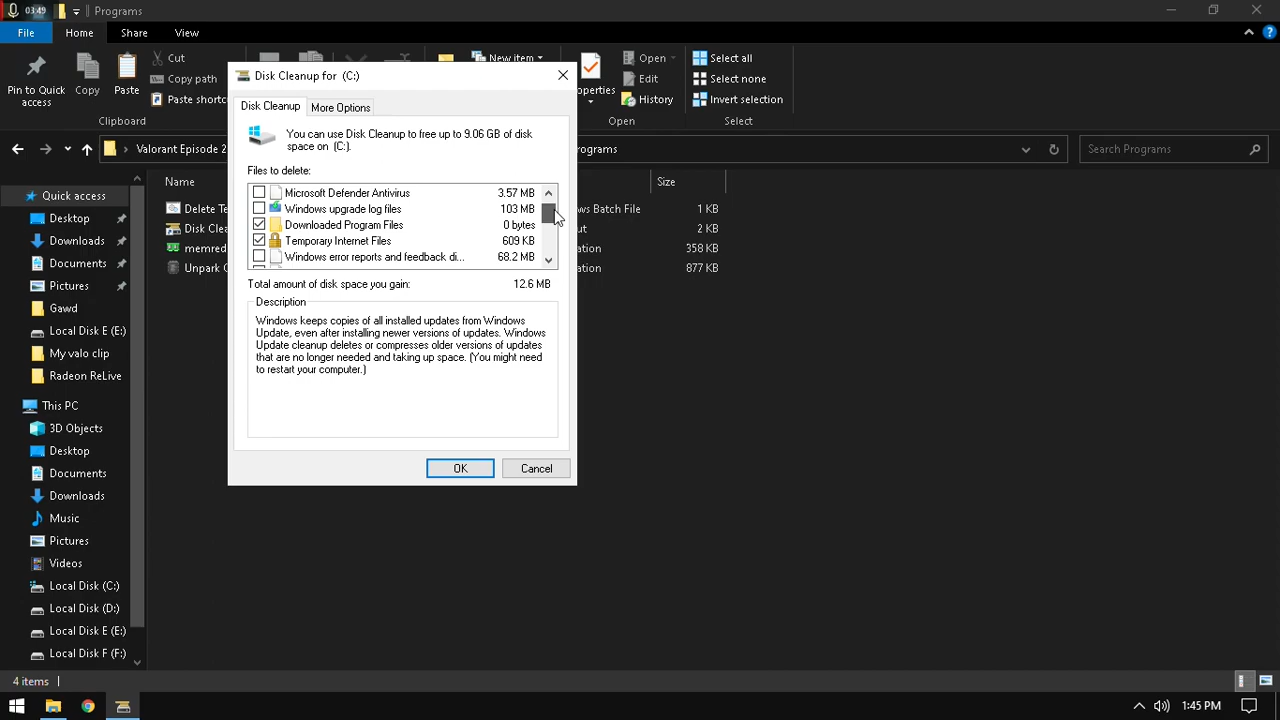 03:49
Programs
File
Home
Share
View
Pin to Quick
access
Copy
Paste
Cut
Copy path
Paste shortc
Clipboard
New item
operties
Open
Edit
History
Open
Select all
Select none
Invert selection
Select
Valorant Episode 2
rograms
Search Programs
Quick access
Desktop
Downloads
Documents
Pictures
Gawd
Local Disk E (E:)
My valo clip
Radeon ReLive
This PC
3D Objects
Desktop
Documents
Downloads
Music
Pictures
Videos
Local Disk (C:)
Local Disk (D:)
Local Disk E (E:)
Local Disk F (F:)
Name
Size
Delete Te
ws Batch File
1 KB
Disk Clea
ut
2 KB
memred
ation
358 KB
Unpark C
ation
877 KB
Disk Cleanup for (C:)
Disk Cleanup
More Options
You can use Disk Cleanup to free up to 9.06 GB of disk
space on (C:).
Files to delete:
Microsoft Defender Antivirus 3.57 MB
Windows upgrade log files 103 MB
Downloaded Program Files 0 bytes
Temporary Internet Files 609 KB
Windows error reports and feedback di... 68.2 MB
Total amount of disk space you gain: 12.6 MB
Description
Windows keeps copies of all installed updates from Windows
Update, even after installing newer versions of updates. Windows
Update cleanup deletes or compresses older versions of updates
that are no longer needed and taking up space. (You might need
to restart your computer.)
OK
Cancel
4 items
1:45 PM